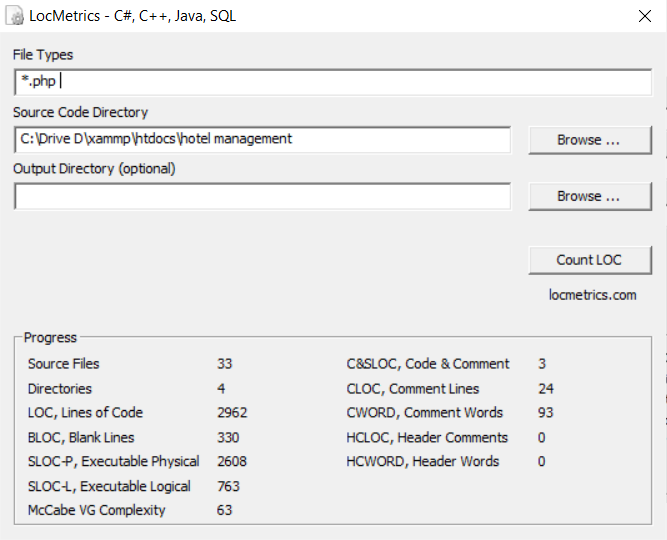 LocMetrics - C#, C++, Java, SQL
File Types
*.php
Source Code Directory
C:\Drive D\xammp\htdocs\hotel management
Browse ...
Output Directory (optional)
Browse ...
Count LOC
locmetrics.com
Progress
Source Files 33 C&SLOC, Code & Comment 3
Directories 4 CLOC, Comment Lines 24
LOC, Lines of Code 2962 CWORD, Comment Words 93
BLOC, Blank Lines 330 HCLOC, Header Comments 0
SLOC-P, Executable Physical 2608 HCWORD, Header Words 0
SLOC-L, Executable Logical 763
McCabe VG Complexity 63